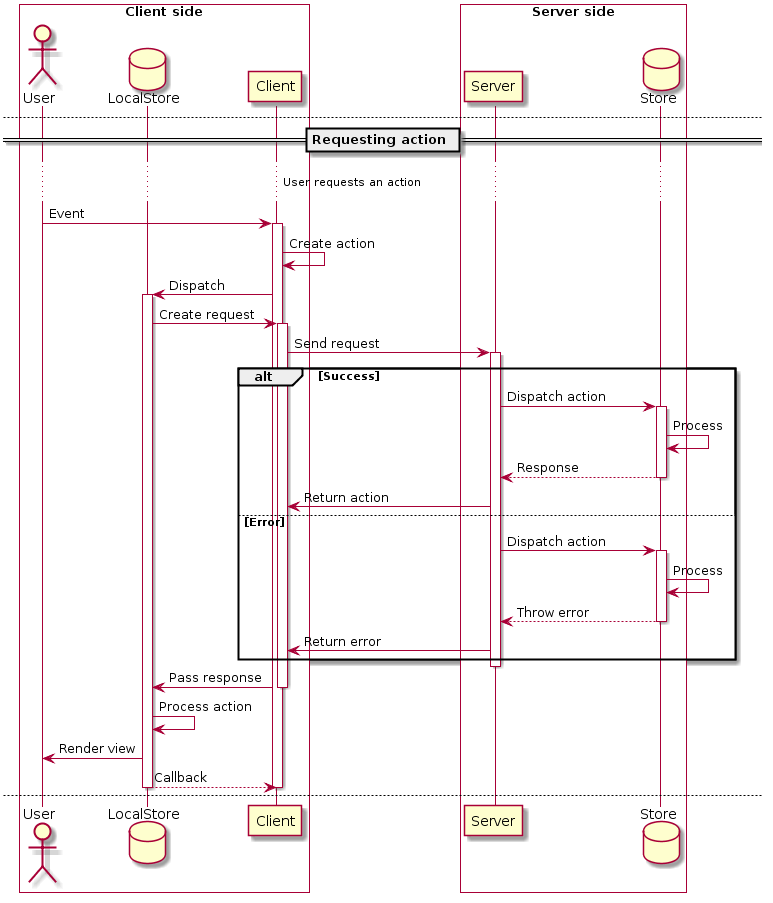 Client side
Server side
User
LocalStore
Client
Server
Store
Requesting action
User requests an action
Event
Create action
Dispatch
Create request
Send request
alt
[Success]
Dispatch action
Process
Response
Return action
[Error]
Dispatch action
Process
Throw error
Return error
Pass response
Process action
Render view
Callback
User
LocalStore
Client
Server
Store